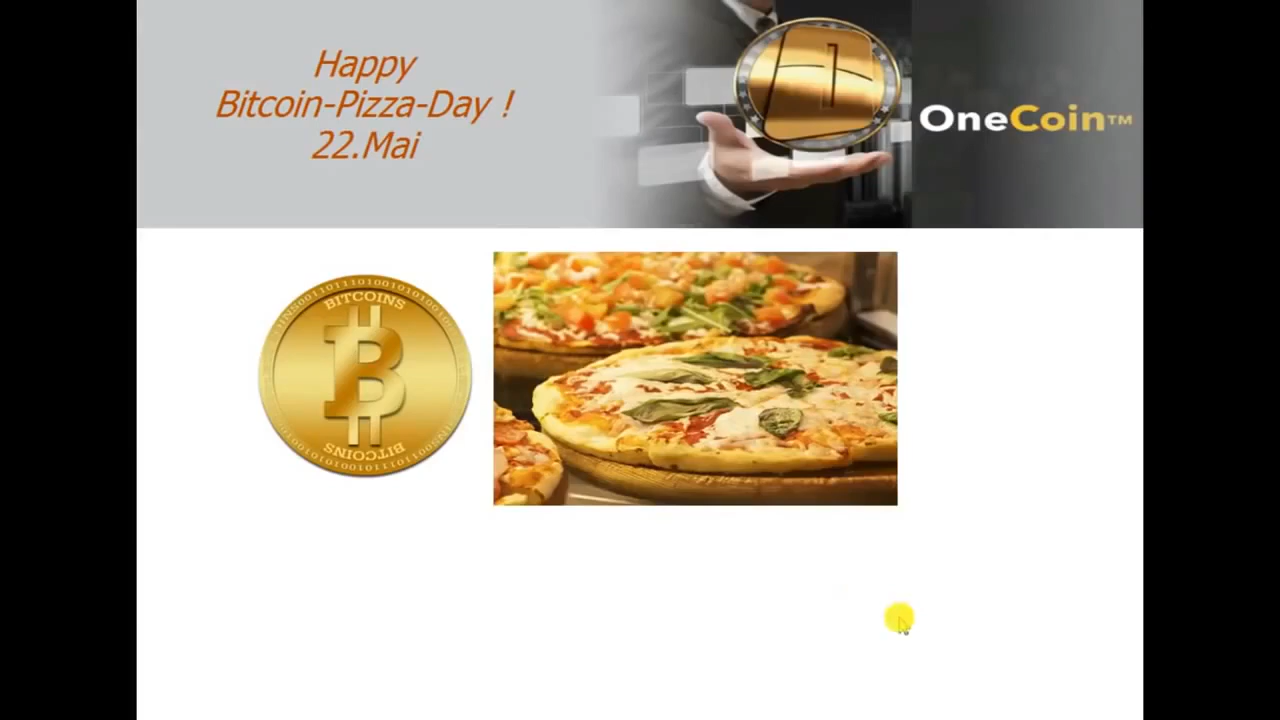 Happy
Bitcoin-Pizza-Day !
22.Mai
OneCoin™
BITCOINS
BITCOINS